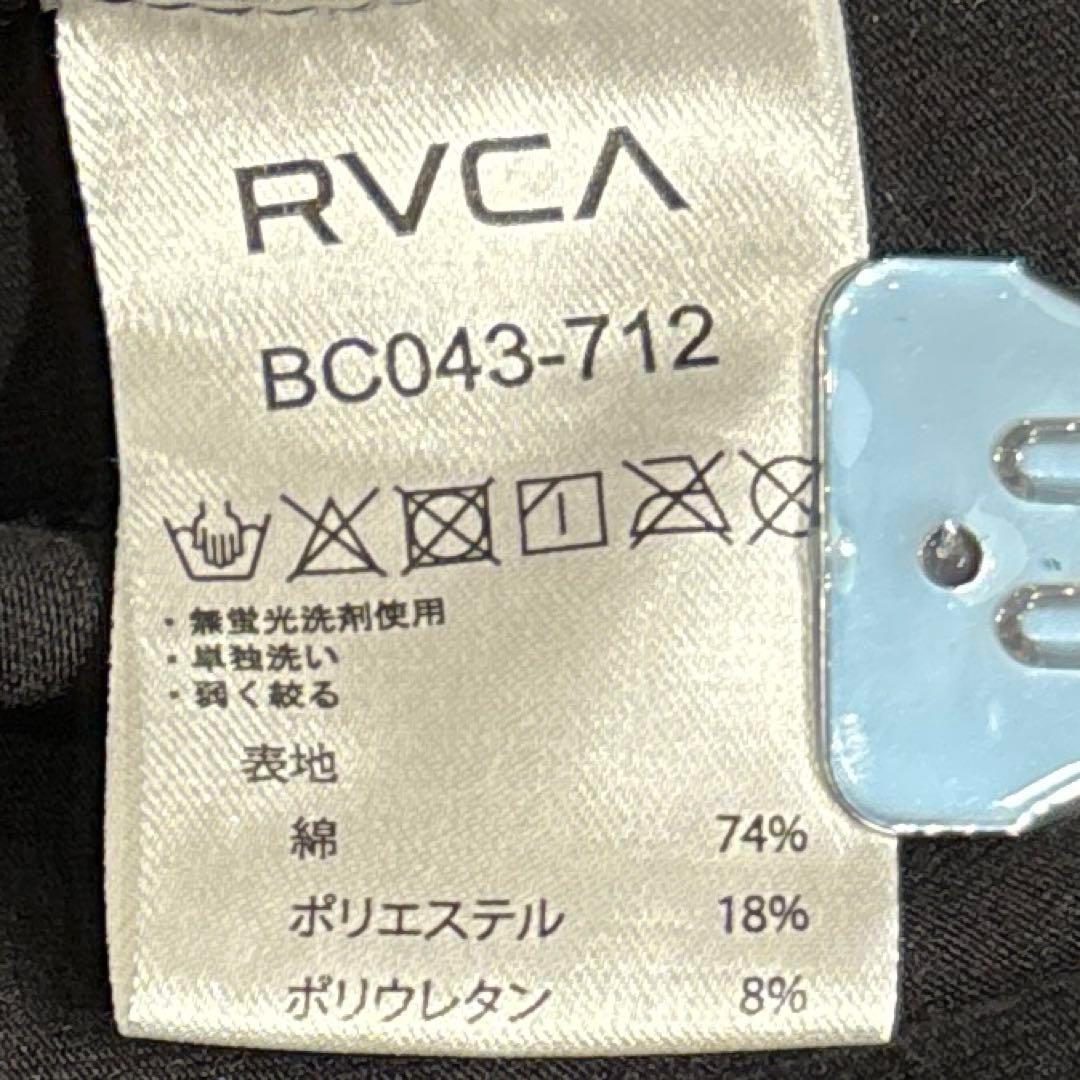 RVCA
BC043-712
・無蛍光洗剤使用
・単独洗い
・弱く絞る
表地
綿 74%
ポリエステル 18%
ポリウレタン 8%